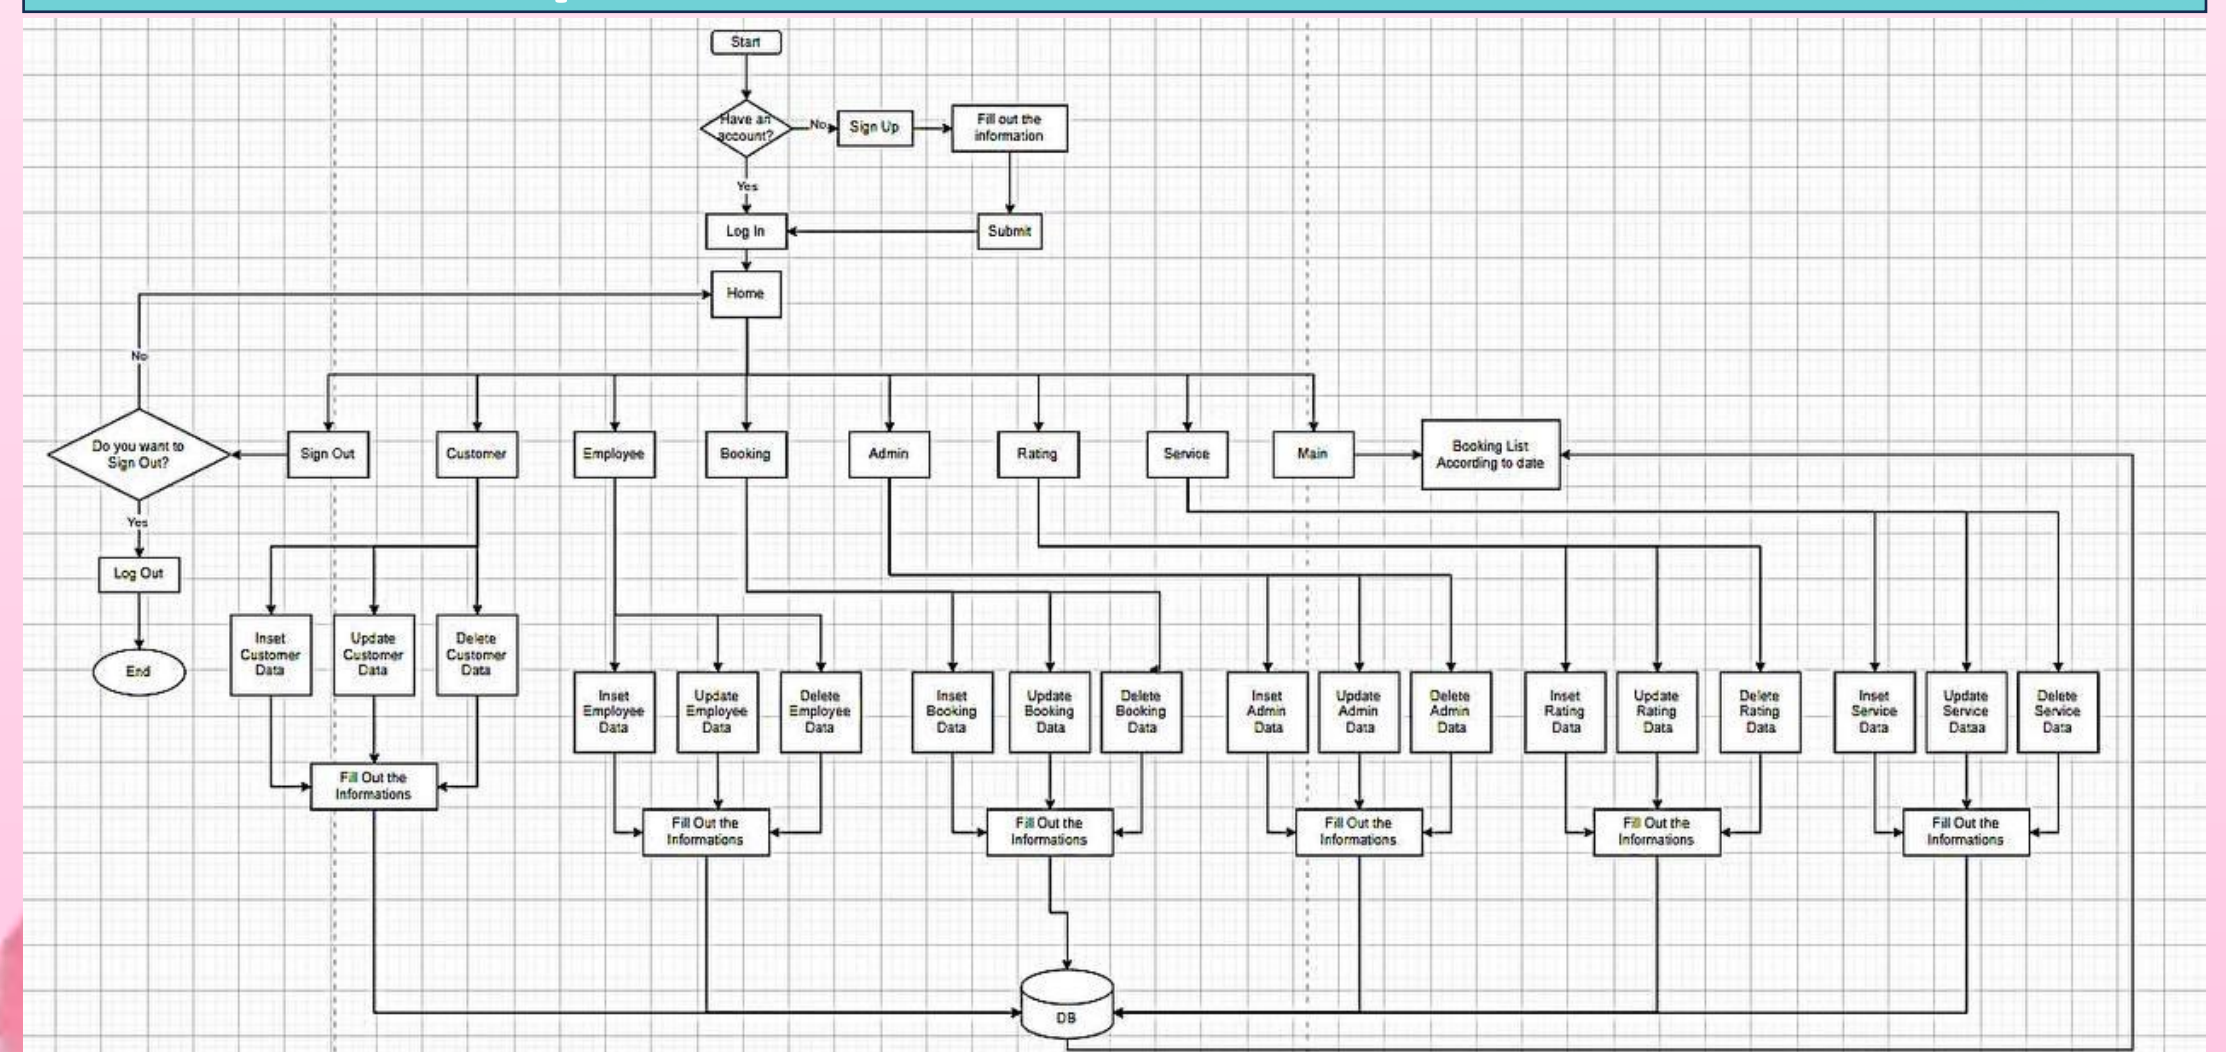 Start
Have an
account?
No
Sign Up
Fill out the
information
Yes
Log In
Submit
Home
No
Do you want to
Sign Out?
Sign Out
Customer
Employee
Booking
Admin
Rating
Service
Main
Booking List
According to date
Yes
Log Out
End
Inset
Customer
Data
Update
Customer
Data
Delete
Customer
Data
Inset
Employee
Data
Update
Employee
Data
Delete
Employee
Data
Inset
Booking
Data
Update
Booking
Data
Delete
Booking
Data
Inset
Admin
Data
Update
Admin
Data
Delete
Admin
Data
Inset
Rating
Data
Update
Rating
Data
Delete
Rating
Data
Inset
Service
Data
Update
Service
Dataa
Delete
Service
Data
Fill Out the
Informations
Fill Out the
Informations
Fill Out the
Informations
Fill Out the
Informations
Fill Out the
Informations
Fill Out the
Informations
DB